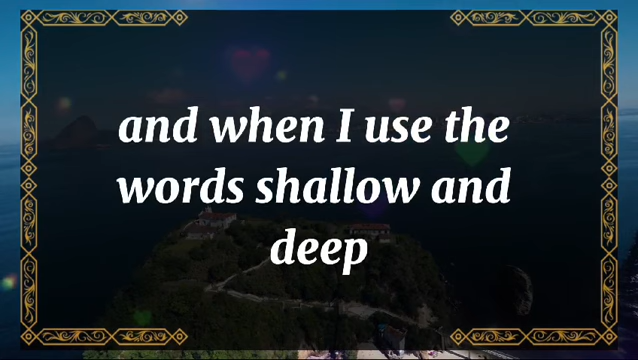 and when I use the
words shallow and
deep